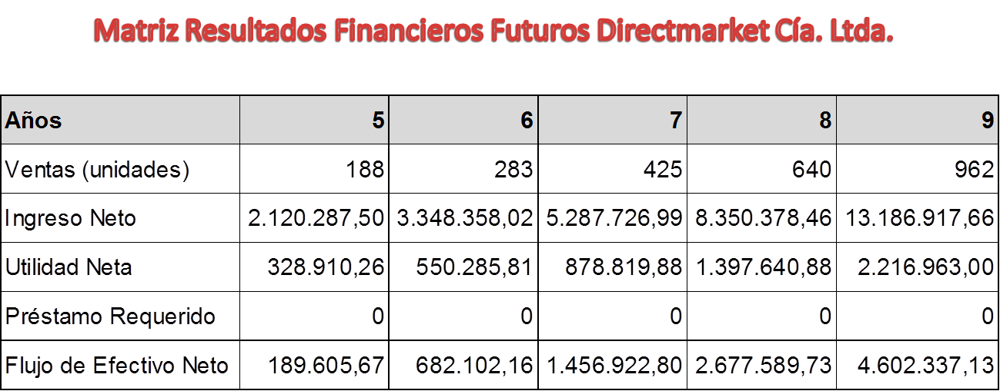 Matriz Resultados Financieros Futuros Directmarket Cía. Ltda.
Años 5 6 7 8 9
Ventas (unidades) 188 283 425 640 962
Ingreso Neto 2.120.287,50 3.348.358,02 5.287.726,99 8.350.378,46 13.186.917,66
Utilidad Neta 328.910,26 550.285,81 878.819,88 1.397.640,88 2.216.963,00
Préstamo Requerido 0 0 0 0 0
Flujo de Efectivo Neto 189.605,67 682.102,16 1.456.922,80 2.677.589,73 4.602.337,13